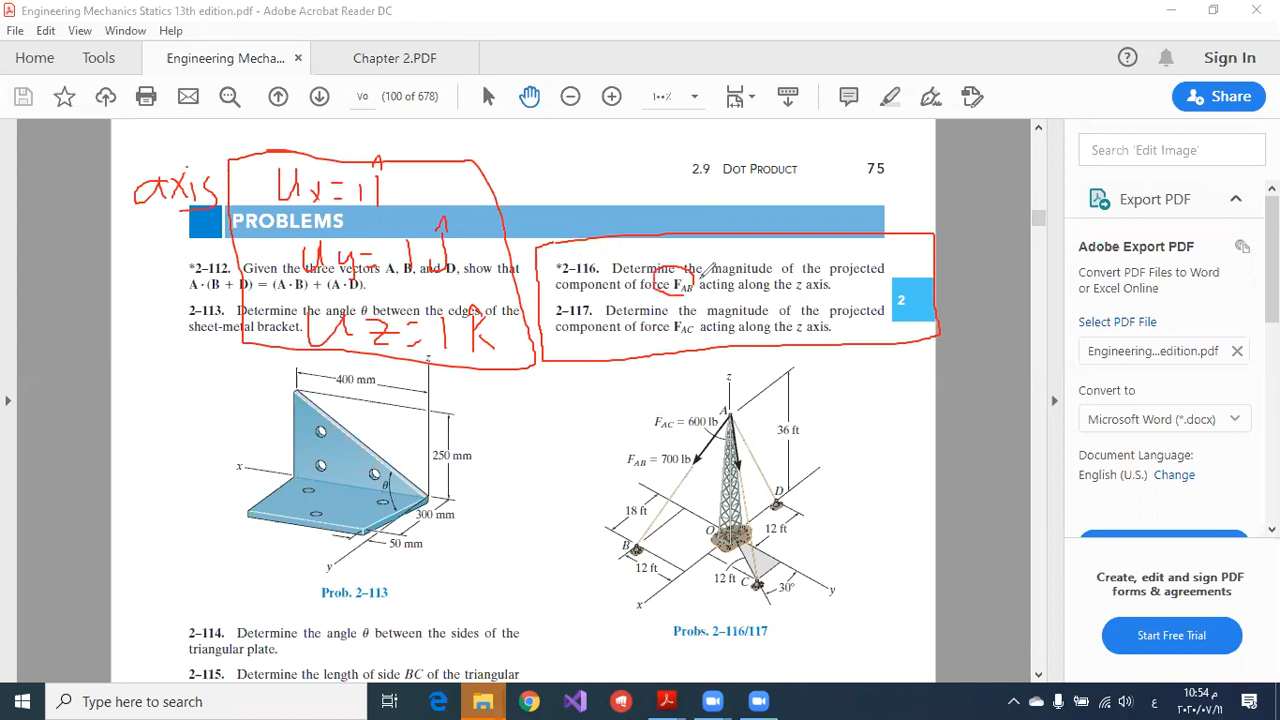 Engineering Mechanics Statics 13th edition.pdf - Adobe Acrobat Reader DC
File Edit View Window Help
Home Tools Engineering Mecha... × Chapter 2.PDF Sign In
(100 of 678) Share
2.9 DOT PRODUCT 75
axis
Ux = 1 î
PROBLEMS
Uy = 1 ĵ
Uz = 1 k̂
*2–112. Given the three vectors A, B, and D, show that
A · (B + D) = (A · B) + (A · D).
2–113. Determine the angle θ between the edges of the
sheet-metal bracket.
*2–116. Determine the magnitude of the projected
component of force FAB acting along the z axis.
2–117. Determine the magnitude of the projected
component of force FAC acting along the z axis.
2
z
400 mm
250 mm
x
θ
300 mm
50 mm
y
Prob. 2–113
z
A
FAC = 600 lb
36 ft
FAB = 700 lb
D
18 ft
O
12 ft
B
12 ft
12 ft
C
30°
x
y
Probs. 2–116/117
2–114. Determine the angle θ between the sides of the
triangular plate.
2–115. Determine the length of side BC of the triangular
Search 'Edit Image'
Export PDF
Adobe Export PDF
Convert PDF Files to Word
or Excel Online
Select PDF File
Engineering...edition.pdf
Convert to
Microsoft Word (*.docx)
Document Language:
English (U.S.) Change
Create, edit and sign PDF
forms & agreements
Start Free Trial
Type here to search
ع
١٠:٥٤ م